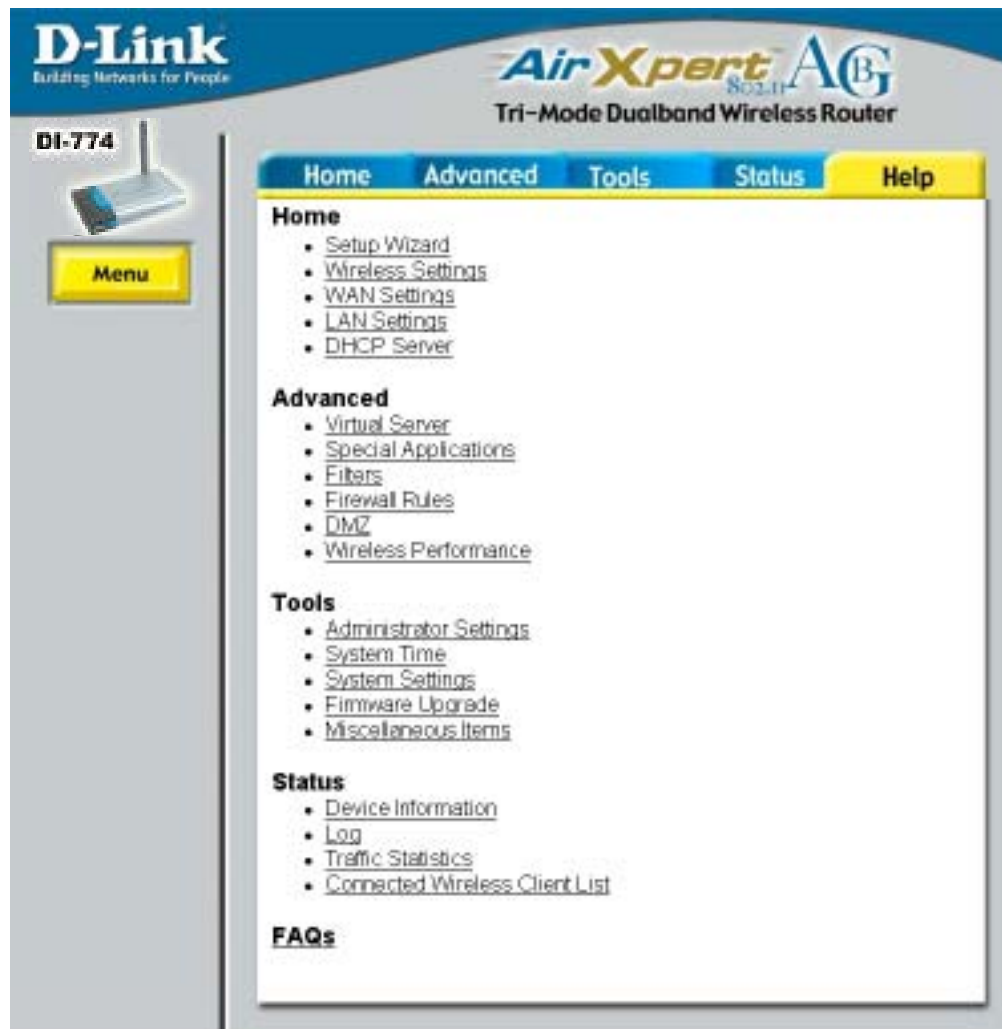 D-Link
Building Networks for People
AirXpert 802.11 ABG
Tri-Mode Dualband Wireless Router
DI-774
Menu
Home Advanced Tools Status Help
Home
• Setup Wizard
• Wireless Settings
• WAN Settings
• LAN Settings
• DHCP Server
Advanced
• Virtual Server
• Special Applications
• Filters
• Firewall Rules
• DMZ
• Wireless Performance
Tools
• Administrator Settings
• System Time
• System Settings
• Firmware Upgrade
• Miscellaneous Items
Status
• Device Information
• Log
• Traffic Statistics
• Connected Wireless Client List
FAQs